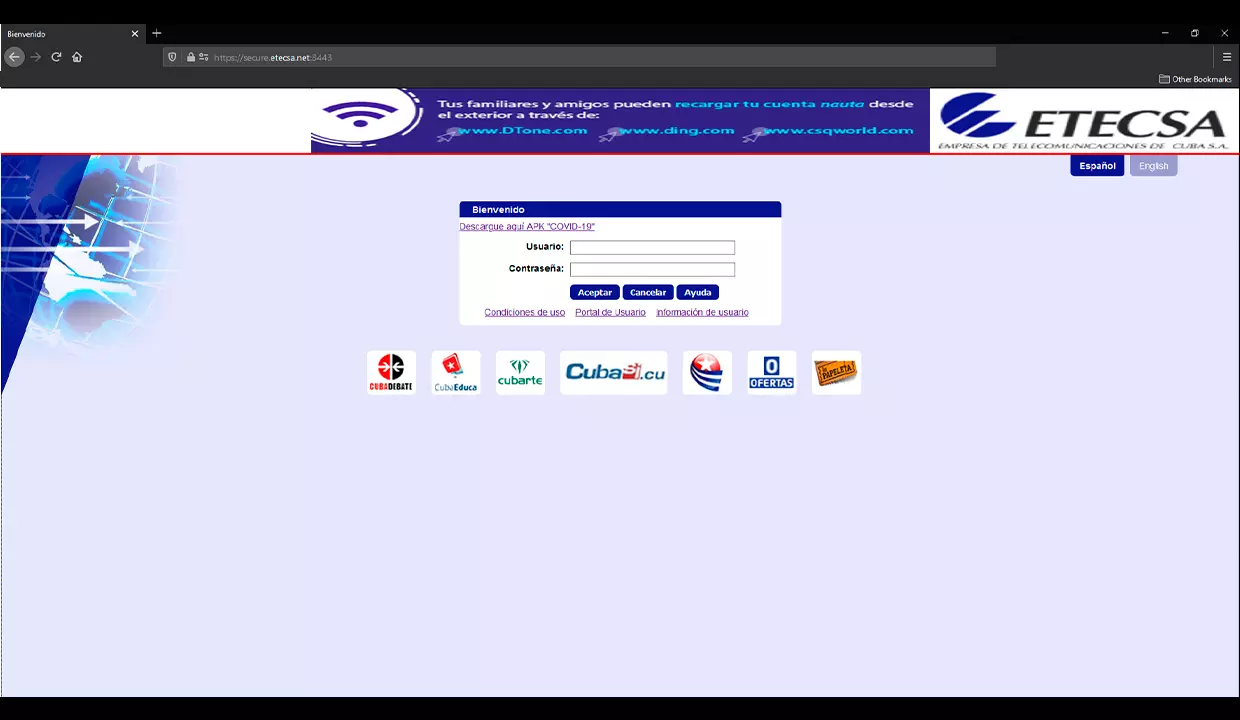 Bienvenido
https://secure.etecsa.net:8443
Other Bookmarks
Tus familiares y amigos pueden recargar tu cuenta nauta desde
el exterior a través de:
www.DTone.com www.ding.com www.csqworld.com
ETECSA
EMPRESA DE TELECOMUNICACIONES DE CUBA S.A.
Español English
Bienvenido
Descargue aquí APK "COVID-19"
Usuario:
Contraseña:
Aceptar Cancelar Ayuda
Condiciones de uso Portal de Usuario Información de usuario
CUBADEBATE
CubaEduca
cubarte
Cubasi.cu
OFERTAS
La PAPELETA